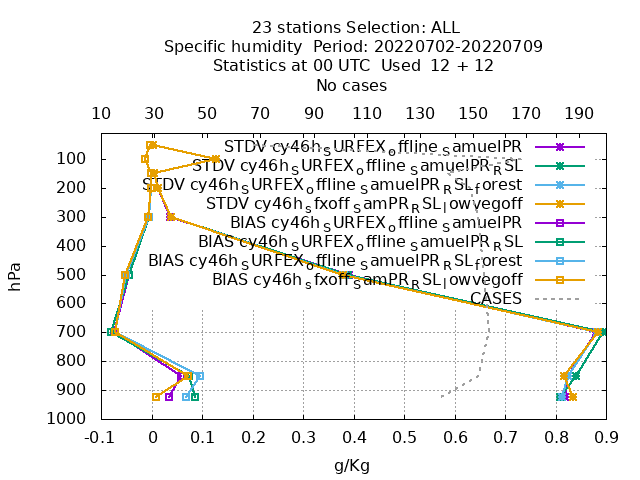 23 stations Selection: ALL
Specific humidity  Period: 20220702-20220709
Statistics at 00 UTC  Used  12 + 12
No cases
10 30 50 70 90 110 130 150 170 190
STDV cy46h_SURFEX_offline_samuelPR
STDV cy46h_SURFEX_offline_samuelPR_RSL
STDV cy46h_SURFEX_offline_samuelPR_RSL_forest
STDV cy46h_sfxoff_samPR_RSL_lowvegoff
BIAS cy46h_SURFEX_offline_samuelPR
BIAS cy46h_SURFEX_offline_samuelPR_RSL
BIAS cy46h_SURFEX_offline_samuelPR_RSL_forest
BIAS cy46h_sfxoff_samPR_RSL_lowvegoff
CASES
hPa
100
200
300
400
500
600
700
800
900
1000
-0.1 0 0.1 0.2 0.3 0.4 0.5 0.6 0.7 0.8 0.9
g/Kg